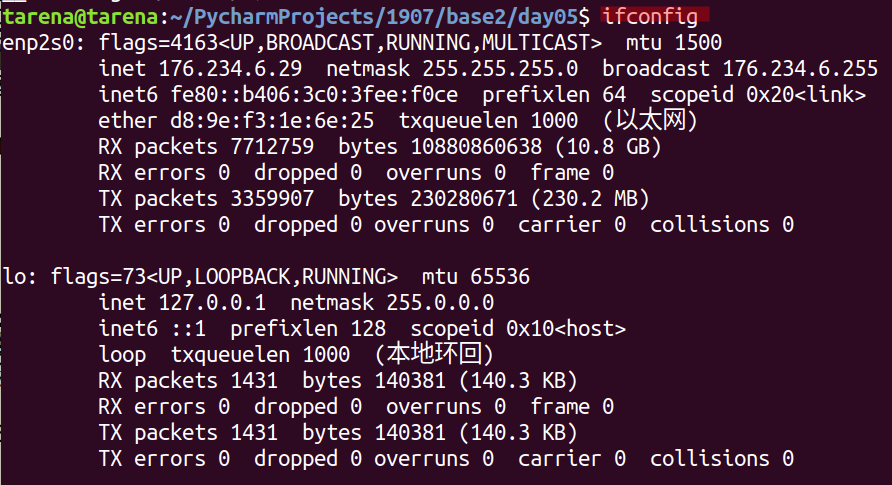 tarena@tarena:~/PycharmProjects/1907/base2/day05$ ifconfig
enp2s0: flags=4163<UP,BROADCAST,RUNNING,MULTICAST>  mtu 1500
        inet 176.234.6.29  netmask 255.255.255.0  broadcast 176.234.6.255
        inet6 fe80::b406:3c0:3fee:f0ce  prefixlen 64  scopeid 0x20<link>
        ether d8:9e:f3:1e:6e:25  txqueuelen 1000  (以太网)
        RX packets 7712759  bytes 10880860638 (10.8 GB)
        RX errors 0  dropped 0  overruns 0  frame 0
        TX packets 3359907  bytes 230280671 (230.2 MB)
        TX errors 0  dropped 0 overruns 0  carrier 0  collisions 0

lo: flags=73<UP,LOOPBACK,RUNNING>  mtu 65536
        inet 127.0.0.1  netmask 255.0.0.0
        inet6 ::1  prefixlen 128  scopeid 0x10<host>
        loop  txqueuelen 1000  (本地环回)
        RX packets 1431  bytes 140381 (140.3 KB)
        RX errors 0  dropped 0  overruns 0  frame 0
        TX packets 1431  bytes 140381 (140.3 KB)
        TX errors 0  dropped 0 overruns 0  carrier 0  collisions 0